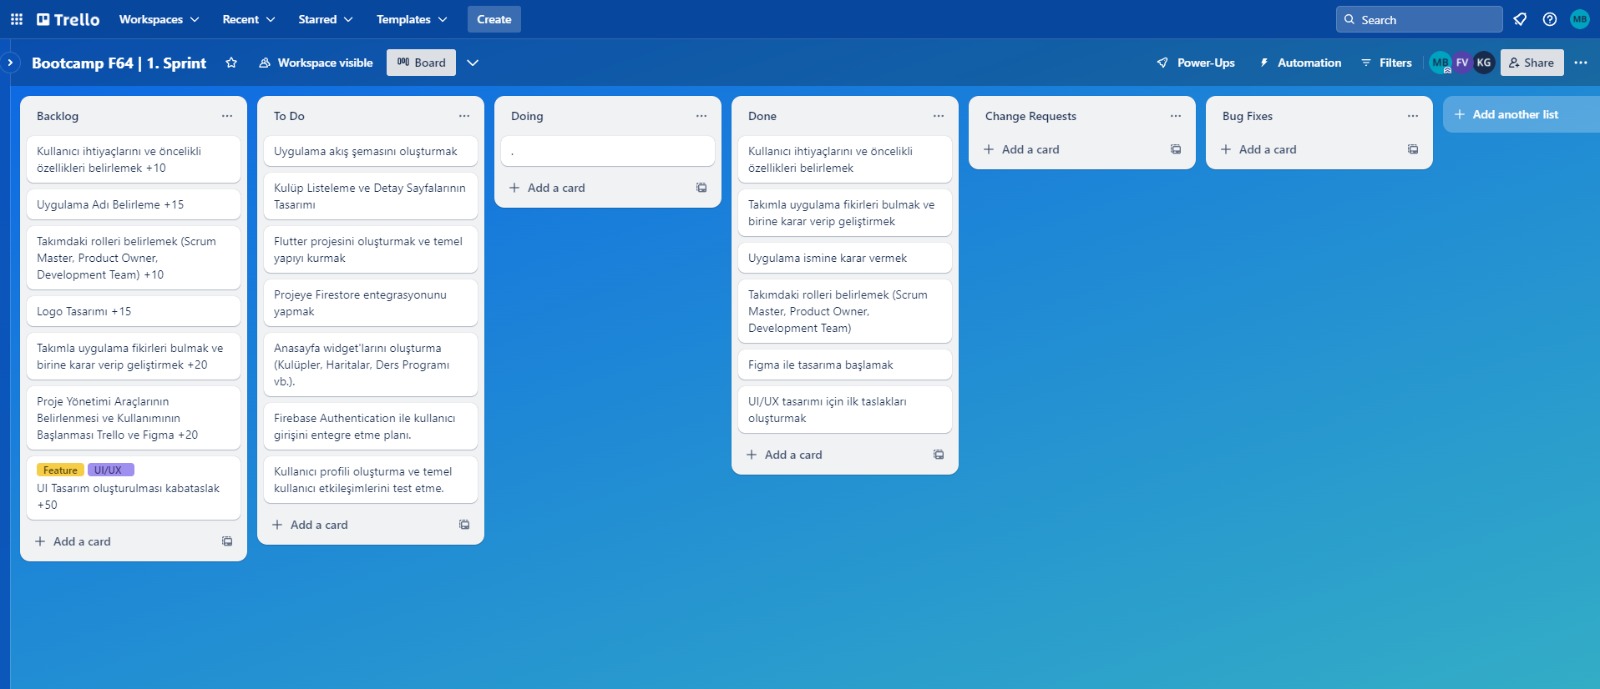 Trello
Workspaces
Recent
Starred
Templates
Create
Search
MB
Bootcamp F64 | 1. Sprint
Workspace visible
Board
Power-Ups
Automation
Filters
MB
FV
KG
Share
Backlog
Kullanıcı ihtiyaçlarını ve öncelikli
özellikleri belirlemek +10
Uygulama Adı Belirleme +15
Takımdaki rolleri belirlemek (Scrum
Master, Product Owner,
Development Team) +10
Logo Tasarımı +15
Takımla uygulama fikirleri bulmak ve
birine karar verip geliştirmek +20
Proje Yönetimi Araçlarının
Belirlenmesi ve Kullanımının
Başlanması Trello ve Figma +20
Feature
UI/UX
UI Tasarım oluşturulması kabataslak
+50
+ Add a card
To Do
Uygulama akış şemasını oluşturmak
Kulüp Listeleme ve Detay Sayfalarının
Tasarımı
Flutter projesini oluşturmak ve temel
yapıyı kurmak
Projeye Firestore entegrasyonunu
yapmak
Anasayfa widget'larını oluşturma
(Kulüpler, Haritalar, Ders Programı
vb.).
Firebase Authentication ile kullanıcı
girişini entegre etme planı.
Kullanıcı profili oluşturma ve temel
kullanıcı etkileşimlerini test etme.
+ Add a card
Doing
.
+ Add a card
Done
Kullanıcı ihtiyaçlarını ve öncelikli
özellikleri belirlemek
Takımla uygulama fikirleri bulmak ve
birine karar verip geliştirmek
Uygulama ismine karar vermek
Takımdaki rolleri belirlemek (Scrum
Master, Product Owner,
Development Team)
Figma ile tasarıma başlamak
UI/UX tasarımı için ilk taslakları
oluşturmak
+ Add a card
Change Requests
+ Add a card
Bug Fixes
+ Add a card
+ Add another list